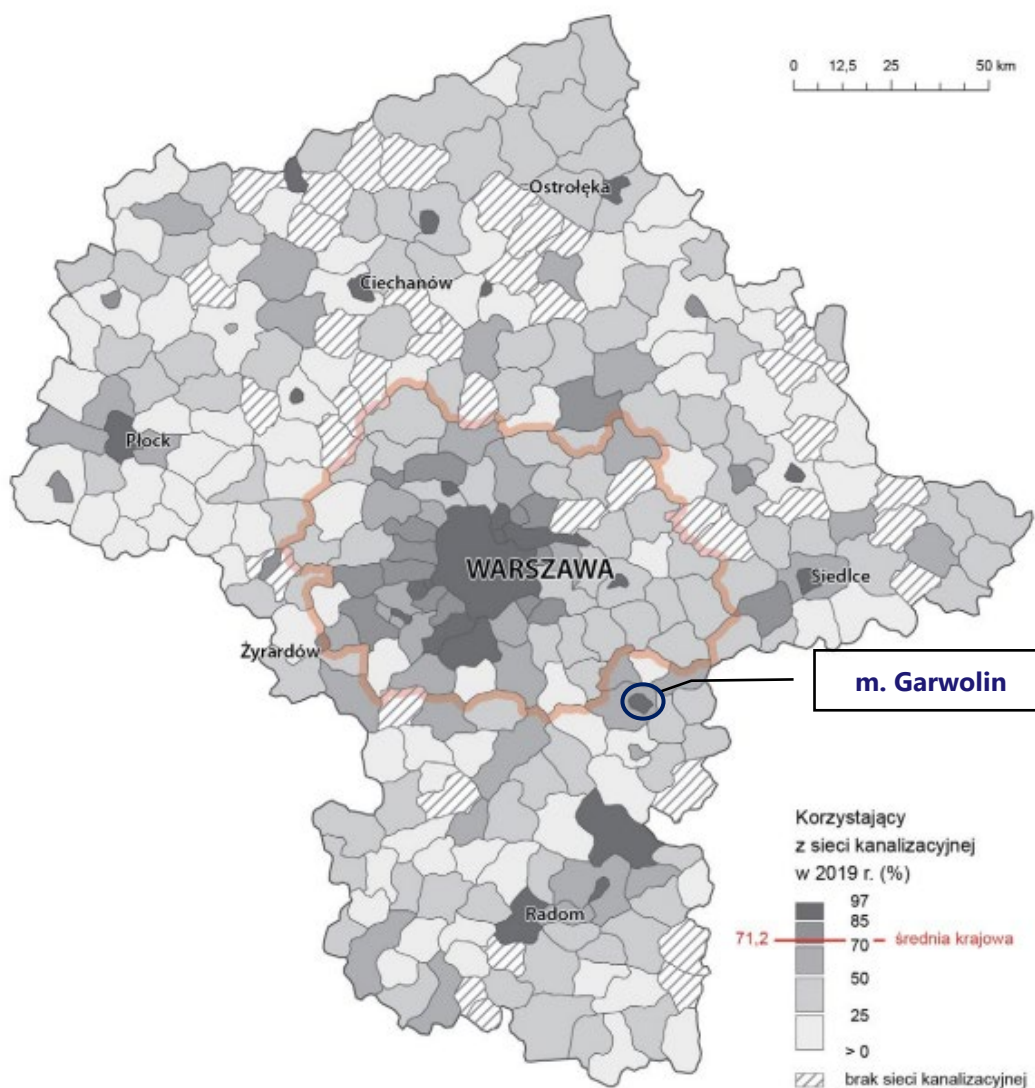 0 12,5 25 50 km
Ostrołęka
Ciechanów
Płock
WARSZAWA
Siedlce
Żyrardów
m. Garwolin
Radom
Korzystający
z sieci kanalizacyjnej
w 2019 r. (%)
97
85
71,2 średnia krajowa
70
50
25
> 0
brak sieci kanalizacyjnej